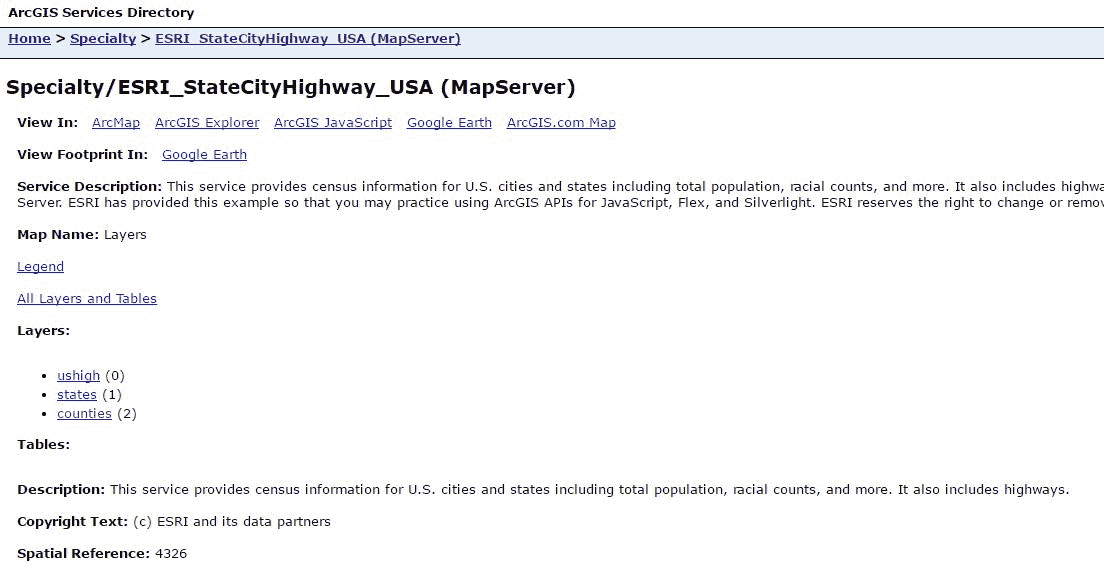 ArcGIS Services Directory
Home > Specialty > ESRI_StateCityHighway_USA (MapServer)
Specialty/ESRI_StateCityHighway_USA (MapServer)
View In: ArcMap ArcGIS Explorer ArcGIS JavaScript Google Earth ArcGIS.com Map
View Footprint In: Google Earth
Service Description: This service provides census information for U.S. cities and states including total population, racial counts, and more. It also includes
Server. ESRI has provided this example so that you may practice using ArcGIS APIs for JavaScript, Flex, and Silverlight. ESRI reserves the right to change or
Map Name: Layers
Legend
All Layers and Tables
Layers:
• ushigh (0)
• states (1)
• counties (2)
Tables:
Description: This service provides census information for U.S. cities and states including total population, racial counts, and more. It also includes highways.
Copyright Text: (c) ESRI and its data partners
Spatial Reference: 4326